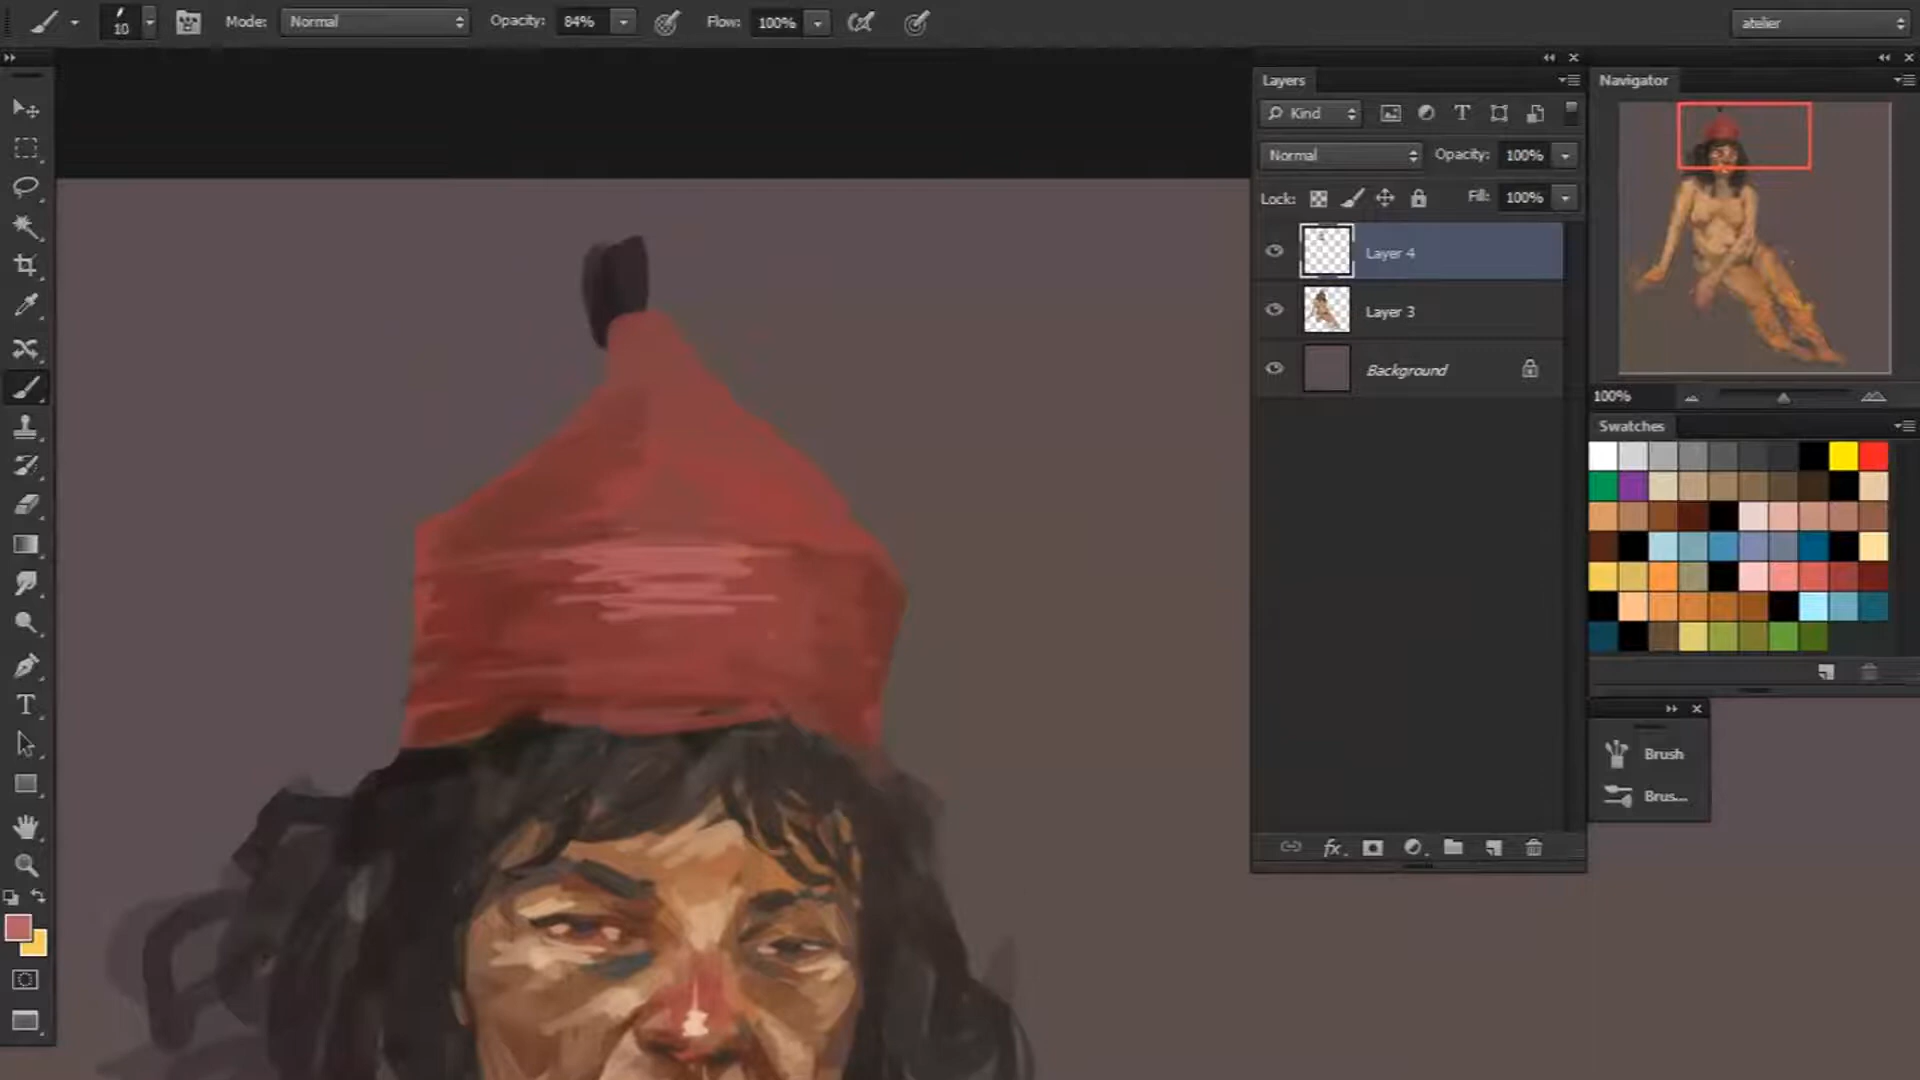 10 Mode: Normal Opacity: 84% Flow: 100% atelier
Layers
Navigator
Kind
Normal Opacity: 100%
Lock: Fill: 100%
Layer 4
Layer 3
Background
100%
Swatches
Brush
Brus...
fx